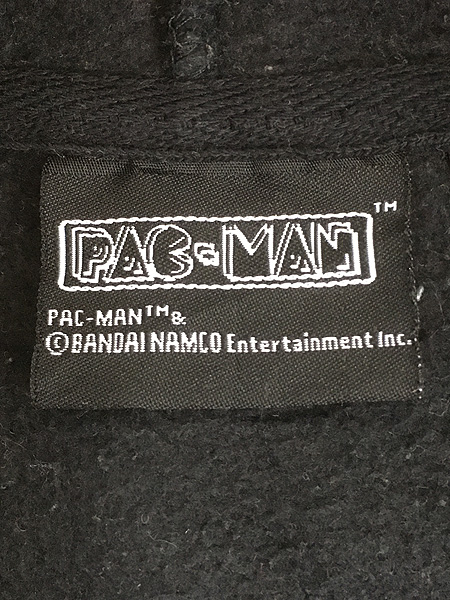 PAC-MAN™
PAC-MAN™&
©BANDAI NAMCO Entertainment Inc.